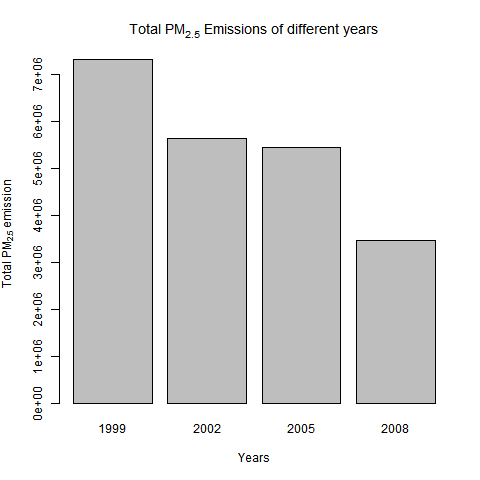 Total PM2.5 Emissions of different years
Total PM2.5 emission
7e+06
6e+06
5e+06
4e+06
3e+06
2e+06
1e+06
0e+00
1999 2002 2005 2008
Years